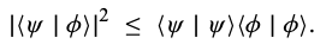 |⟨ψ | ϕ⟩|² ≤ ⟨ψ | ψ⟩⟨ϕ | ϕ⟩.